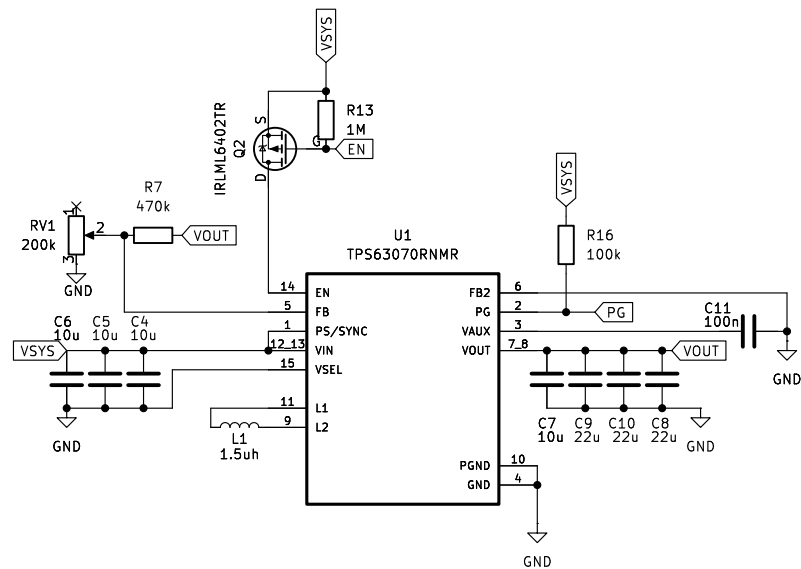 VSYS
IRLML6402TR
Q2
S
G
D
R13
1M
EN
VSYS
R7
470k
RV1
200k
1
2
3
GND
VOUT
R16
100k
PG
U1
TPS63070RNMR
14 EN
5 FB
1 PS/SYNC
12_13 VIN
15 VSEL
11 L1
9 L2
FB2 6
PG 2
VAUX 3
VOUT 7_8
PGND 10
GND 4
C6
10u
C5
10u
C4
10u
VSYS
GND
L1
1.5uh
C11
100n
GND
VOUT
C7
10u
C9
22u
C10
22u
C8
22u
GND
GND